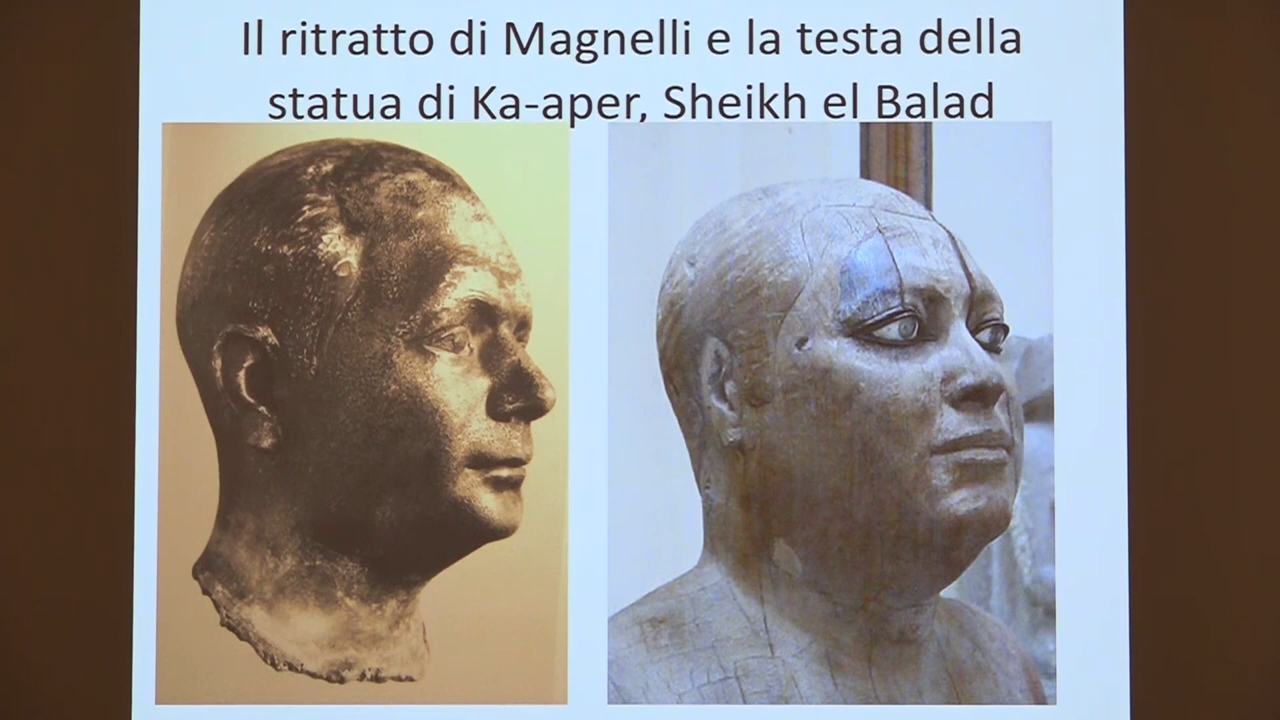 Il ritratto di Magnelli e la testa della
statua di Ka-aper, Sheikh el Balad